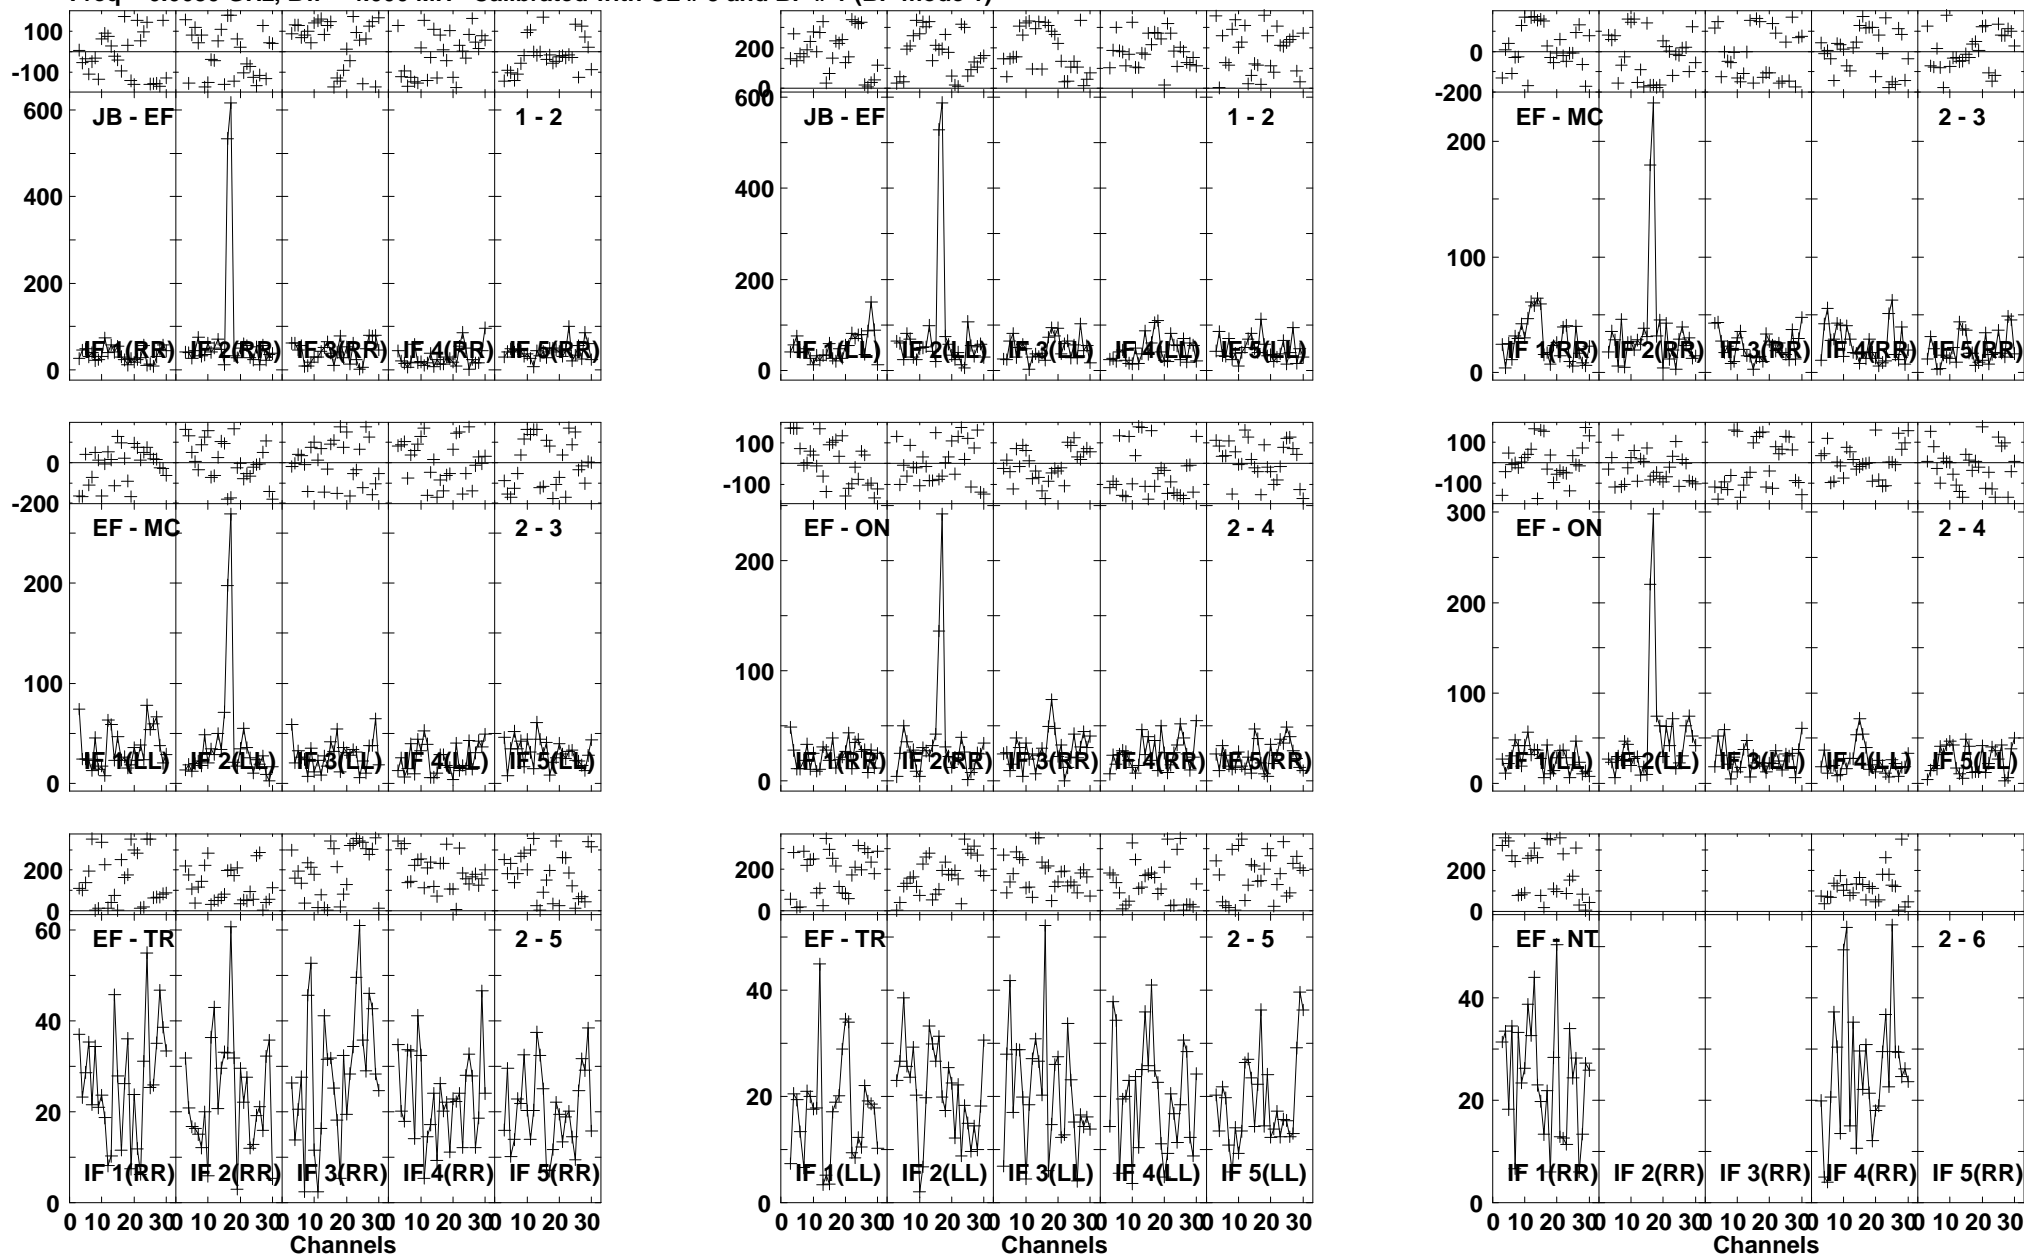 100
-100
600
400
200
0
JB - EF
1 - 2
IF 1(RR)
IF 2(RR)
IF 3(RR)
IF 4(RR)
IF 5(RR)
200
0
600
400
200
0
JB - EF
1 - 2
IF 1(LL)
IF 2(LL)
IF 3(LL)
IF 4(LL)
IF 5(LL)
0
-200
200
100
0
EF - MC
2 - 3
IF 1(RR)
IF 2(RR)
IF 3(RR)
IF 4(RR)
IF 5(RR)
0
-200
200
100
0
EF - MC
2 - 3
IF 1(LL)
IF 2(LL)
IF 3(LL)
IF 4(LL)
IF 5(LL)
100
-100
200
100
0
EF - ON
2 - 4
IF 1(RR)
IF 2(RR)
IF 3(RR)
IF 4(RR)
IF 5(RR)
100
-100
300
200
100
0
EF - ON
2 - 4
IF 1(LL)
IF 2(LL)
IF 3(LL)
IF 4(LL)
IF 5(LL)
200
0
60
40
20
0
EF - TR
2 - 5
IF 1(RR)
IF 2(RR)
IF 3(RR)
IF 4(RR)
IF 5(RR)
0 10 20 30 0 10 20 30 0 10 20 30 0 10 20 30 0 10 20 30
Channels
200
0
40
20
0
EF - TR
2 - 5
IF 1(LL)
IF 2(LL)
IF 3(LL)
IF 4(LL)
IF 5(LL)
0 10 20 30 0 10 20 30 0 10 20 30 0 10 20 30 0 10 20 30
Channels
200
0
40
20
0
EF - NT
2 - 6
IF 1(RR)
IF 2(RR)
IF 3(RR)
IF 4(RR)
IF 5(RR)
0 10 20 30 0 10 20 30 0 10 20 30 0 10 20 30 0 10 20 30
Channels